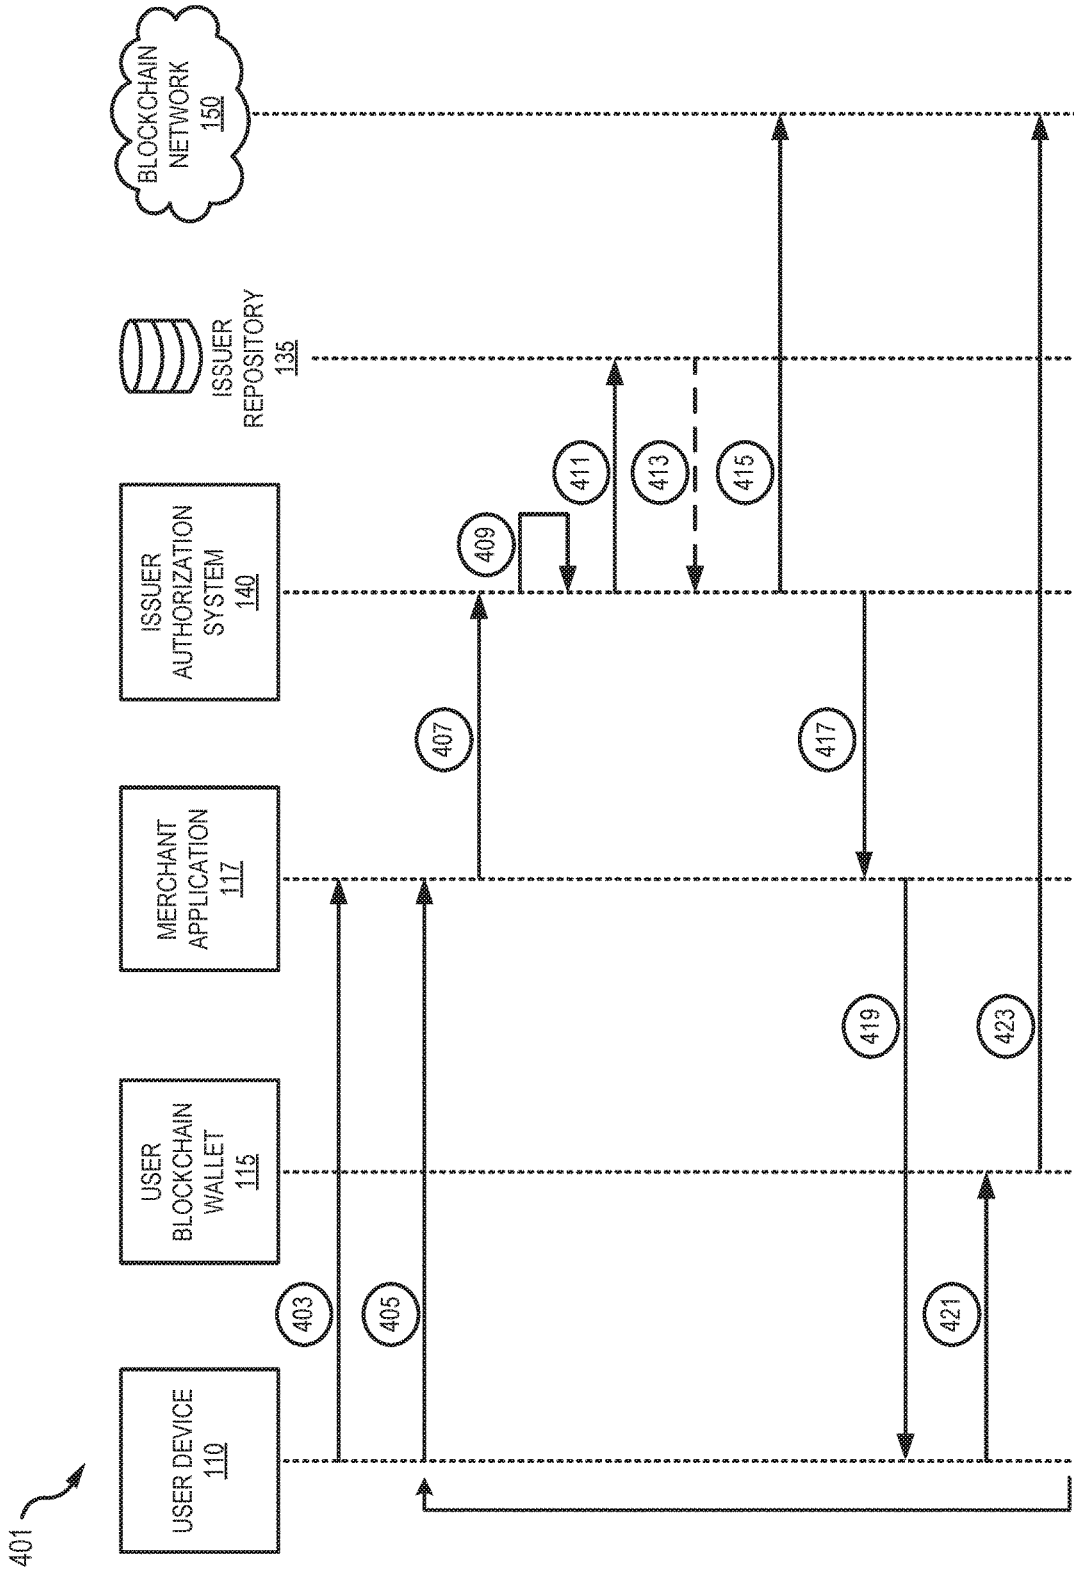 401
USER DEVICE
110
USER
BLOCKCHAIN
WALLET
115
MERCHANT
APPLICATION
117
ISSUER
AUTHORIZATION
SYSTEM
140
ISSUER
REPOSITORY
135
BLOCKCHAIN
NETWORK
150
403
405
407
409
411
413
415
417
419
421
423